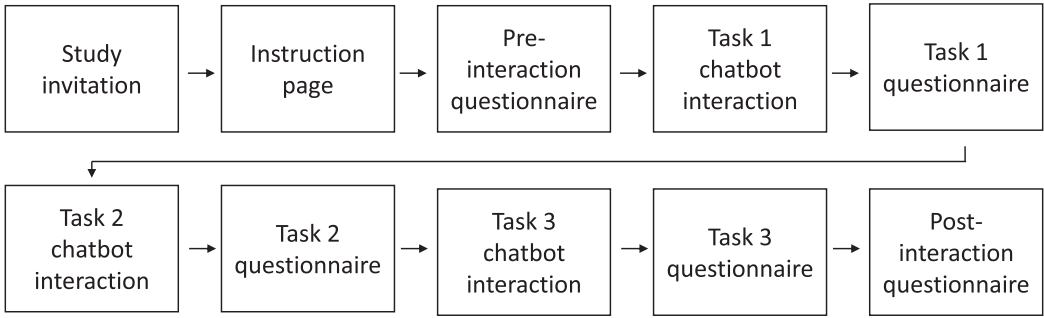 Study
invitation
Instruction
page
Pre-
interaction
questionnaire
Task 1
chatbot
interaction
Task 1
questionnaire
Task 2
chatbot
interaction
Task 2
questionnaire
Task 3
chatbot
interaction
Task 3
questionnaire
Post-
interaction
questionnaire